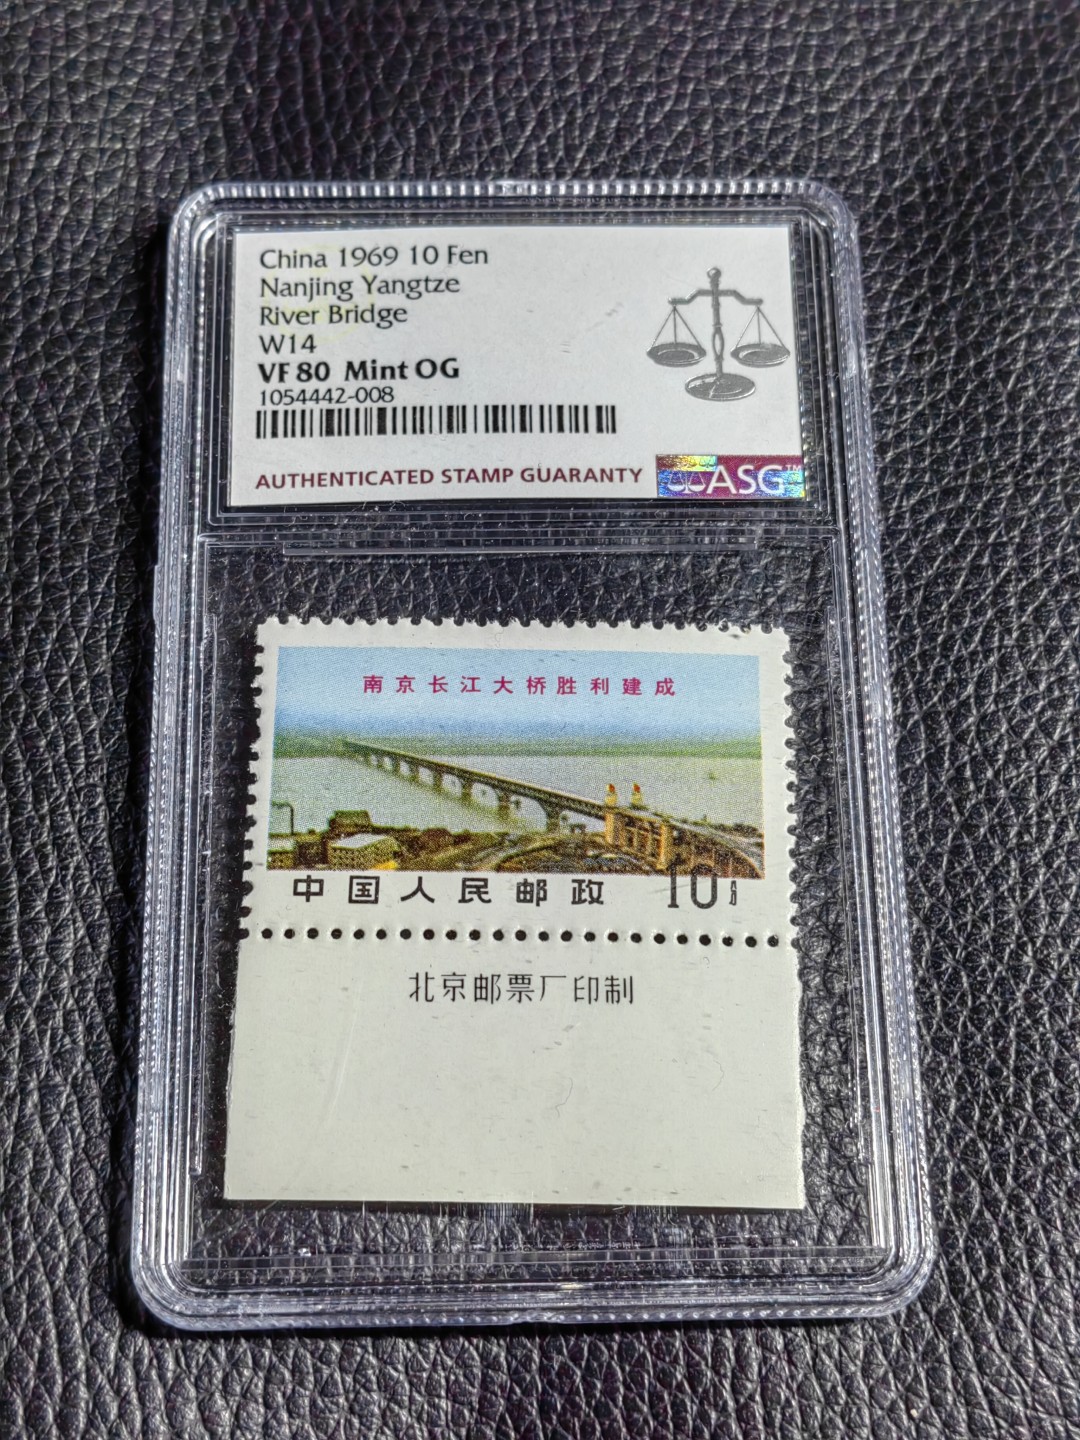 China 1969 10 Fen
Nanjing Yangtze
River Bridge
W14
VF 80 Mint OG
1054442-008
AUTHENTICATED STAMP GUARANTY
ASG™
南京长江大桥胜利建成
中国人民邮政 10分
北京邮票厂印制